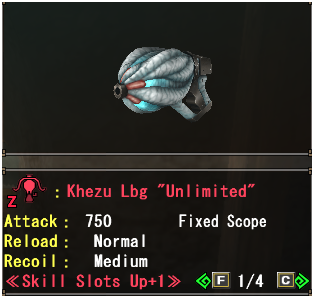 Z : Khezu Lbg "Unlimited"
Attack : 750 Fixed Scope
Reload : Normal
Recoil : Medium
≪Skill Slots Up+1≫ F 1/4 C